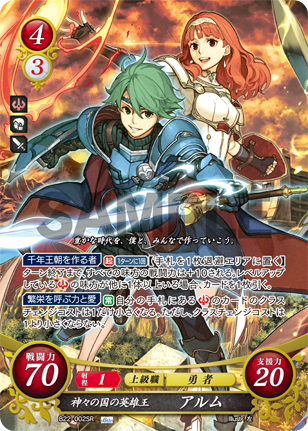 4
3
SAMPLE
豊かな時代を、僕と、みんなで作っていこう。
千年王朝を作る者 起 1ターンに1回 【手札を1枚退避エリアに置く】
ターン終了まで、すべての味方の戦闘力は+10される。レベルアップ
している の味方が他に1体以上いる場合、カードを1枚引く。
繁栄を呼ぶ力と愛 常 自分の手札にある のカードのクラス
チェンジコストは1だけ小さくなる。ただし、クラスチェンジコストは
1より小さくならない。
戦闘力
70
射程 1 上級職 勇者
神々の国の英雄王 アルム
支援力
20
B22-002SR